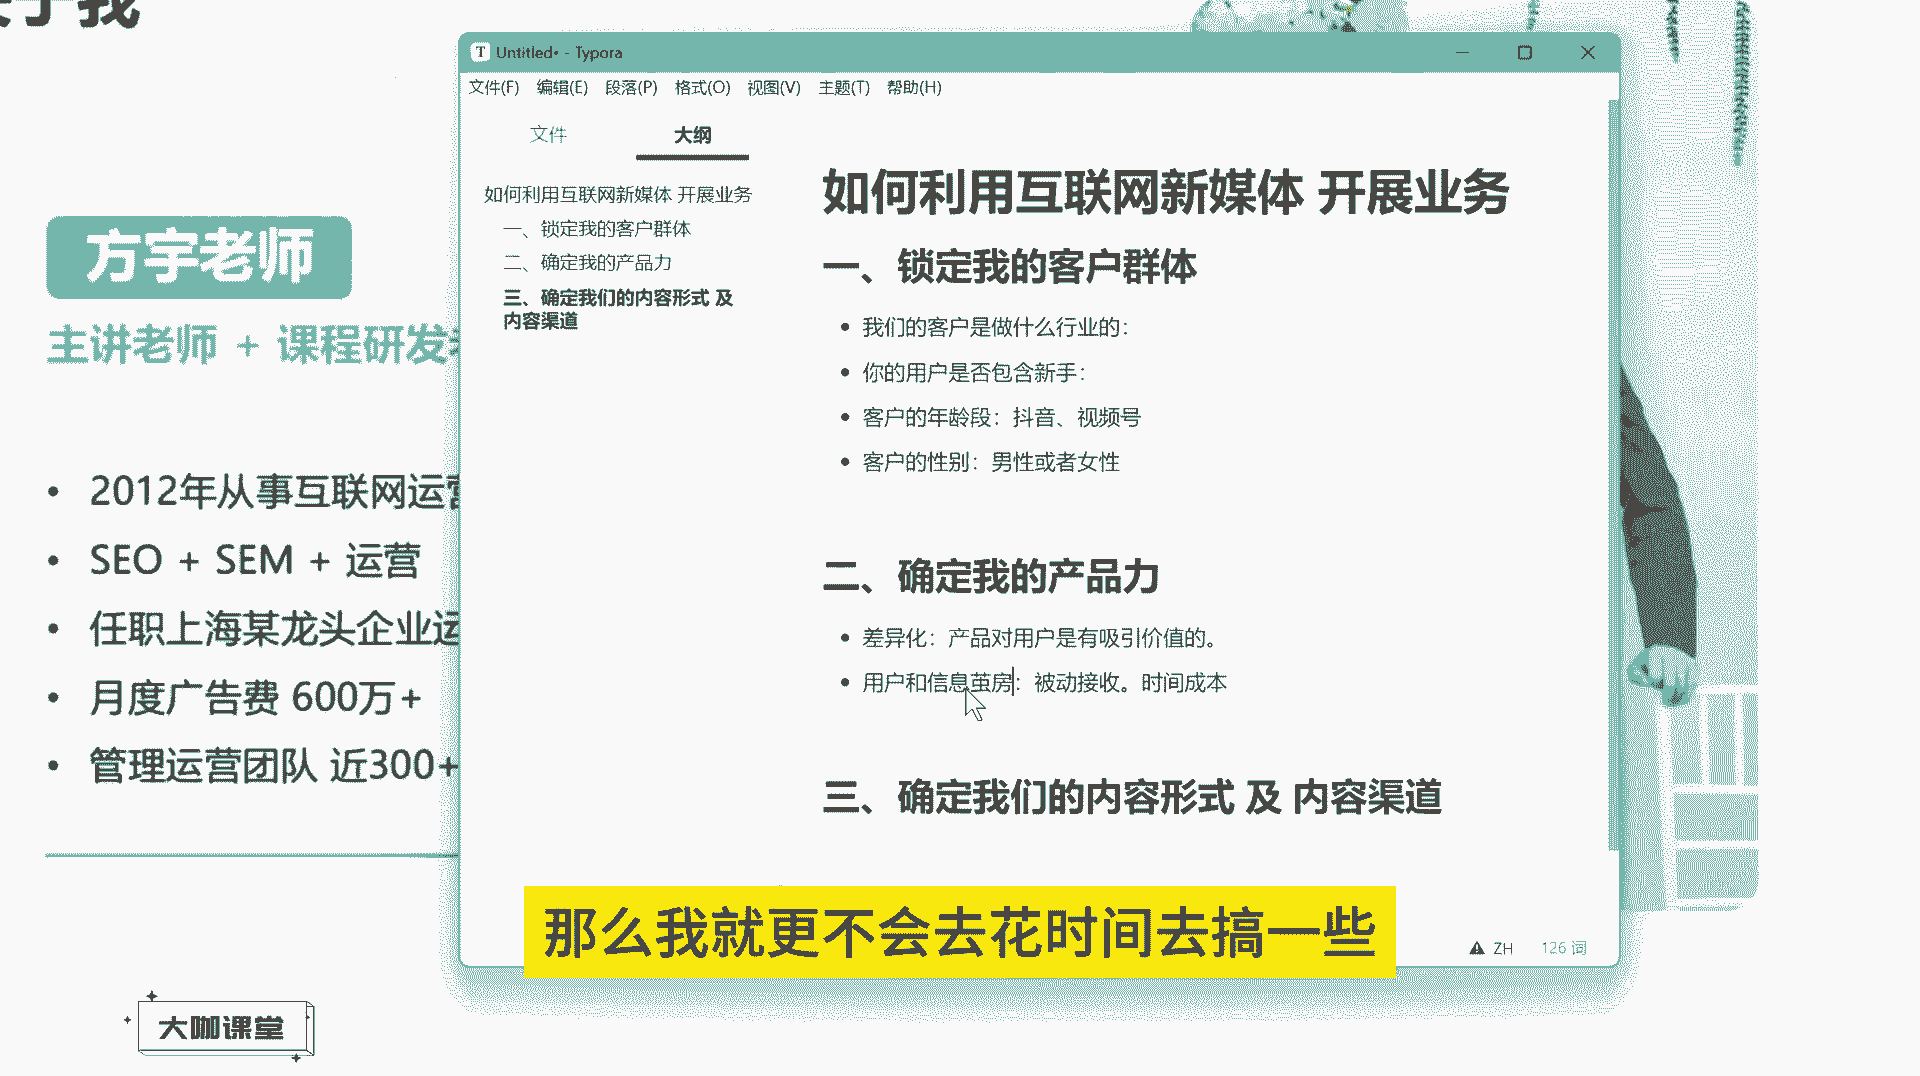 我
方宇老师
主讲老师 + 课程研发
2012年从事互联网运营
SEO + SEM + 运营
任职上海某龙头企业运
月度广告费 600万+
管理运营团队 近300+
大咖课堂
Untitled• - Typora
文件(F) 编辑(E) 段落(P) 格式(O) 视图(V) 主题(T) 帮助(H)
文件 大纲
如何利用互联网新媒体 开展业务
一、锁定我的客户群体
二、确定我的产品力
三、确定我们的内容形式 及
内容渠道
如何利用互联网新媒体 开展业务
一、锁定我的客户群体
我们的客户是做什么行业的：
你的用户是否包含新手：
客户的年龄段：抖音、视频号
客户的性别：男性或者女性
二、确定我的产品力
差异化：产品对用户是有吸引价值的。
用户和信息茧房：被动接收。时间成本
三、确定我们的内容形式 及 内容渠道
ZH 126 词
那么我就更不会去花时间去搞一些